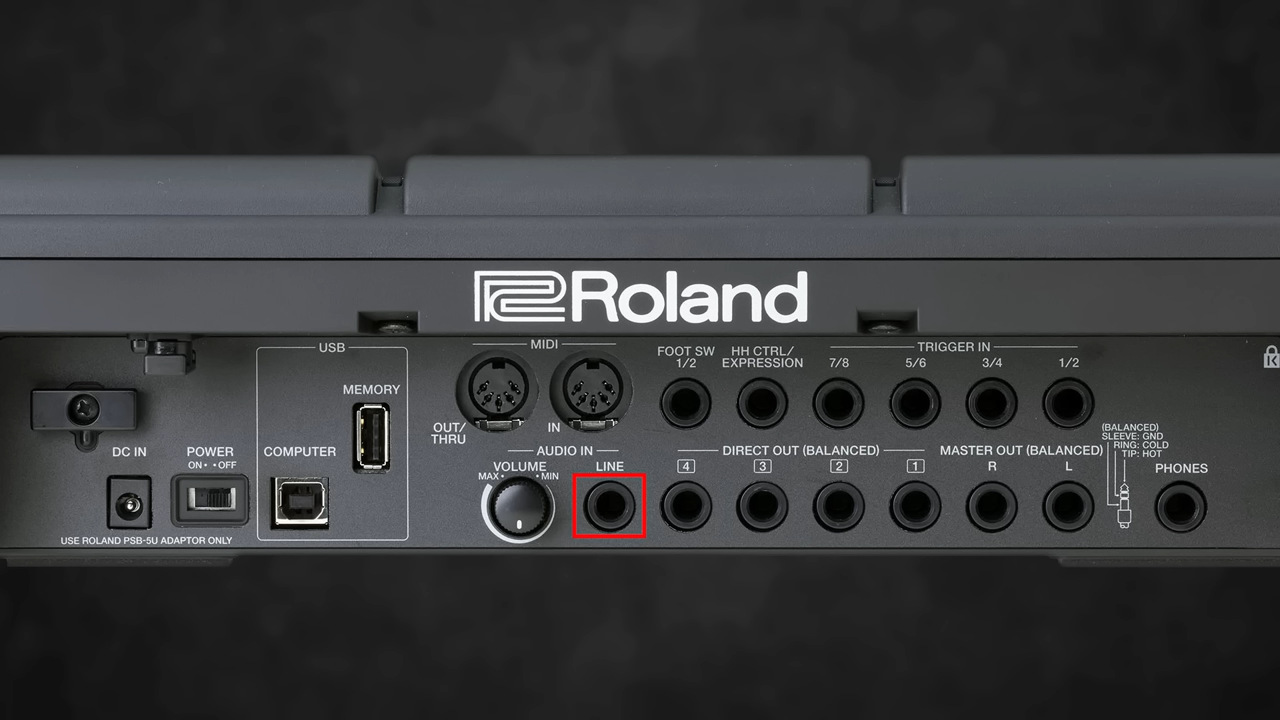 Roland
USB
MEMORY
COMPUTER
DC IN
POWER
ON • • OFF
USE ROLAND PSB-5U ADAPTOR ONLY
MIDI
OUT/
THRU
IN
AUDIO IN
VOLUME
MAX • • MIN
LINE
FOOT SW
1/2
HH CTRL/
EXPRESSION
TRIGGER IN
7/8 5/6 3/4 1/2
DIRECT OUT (BALANCED)
4 3 2 1
MASTER OUT (BALANCED)
R L
(BALANCED)
SLEEVE: GND
RING: COLD
TIP: HOT
PHONES
K